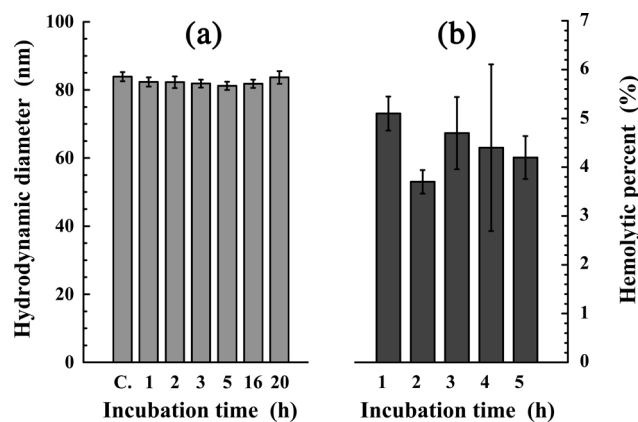 (a)
Hydrodynamic diameter (nm)
100
80
60
40
20
0
C. 1 2 3 5 16 20
Incubation time (h)
(b)
7
6
5
4
3
2
1
0
Hemolytic percent (%)
1 2 3 4 5
Incubation time (h)